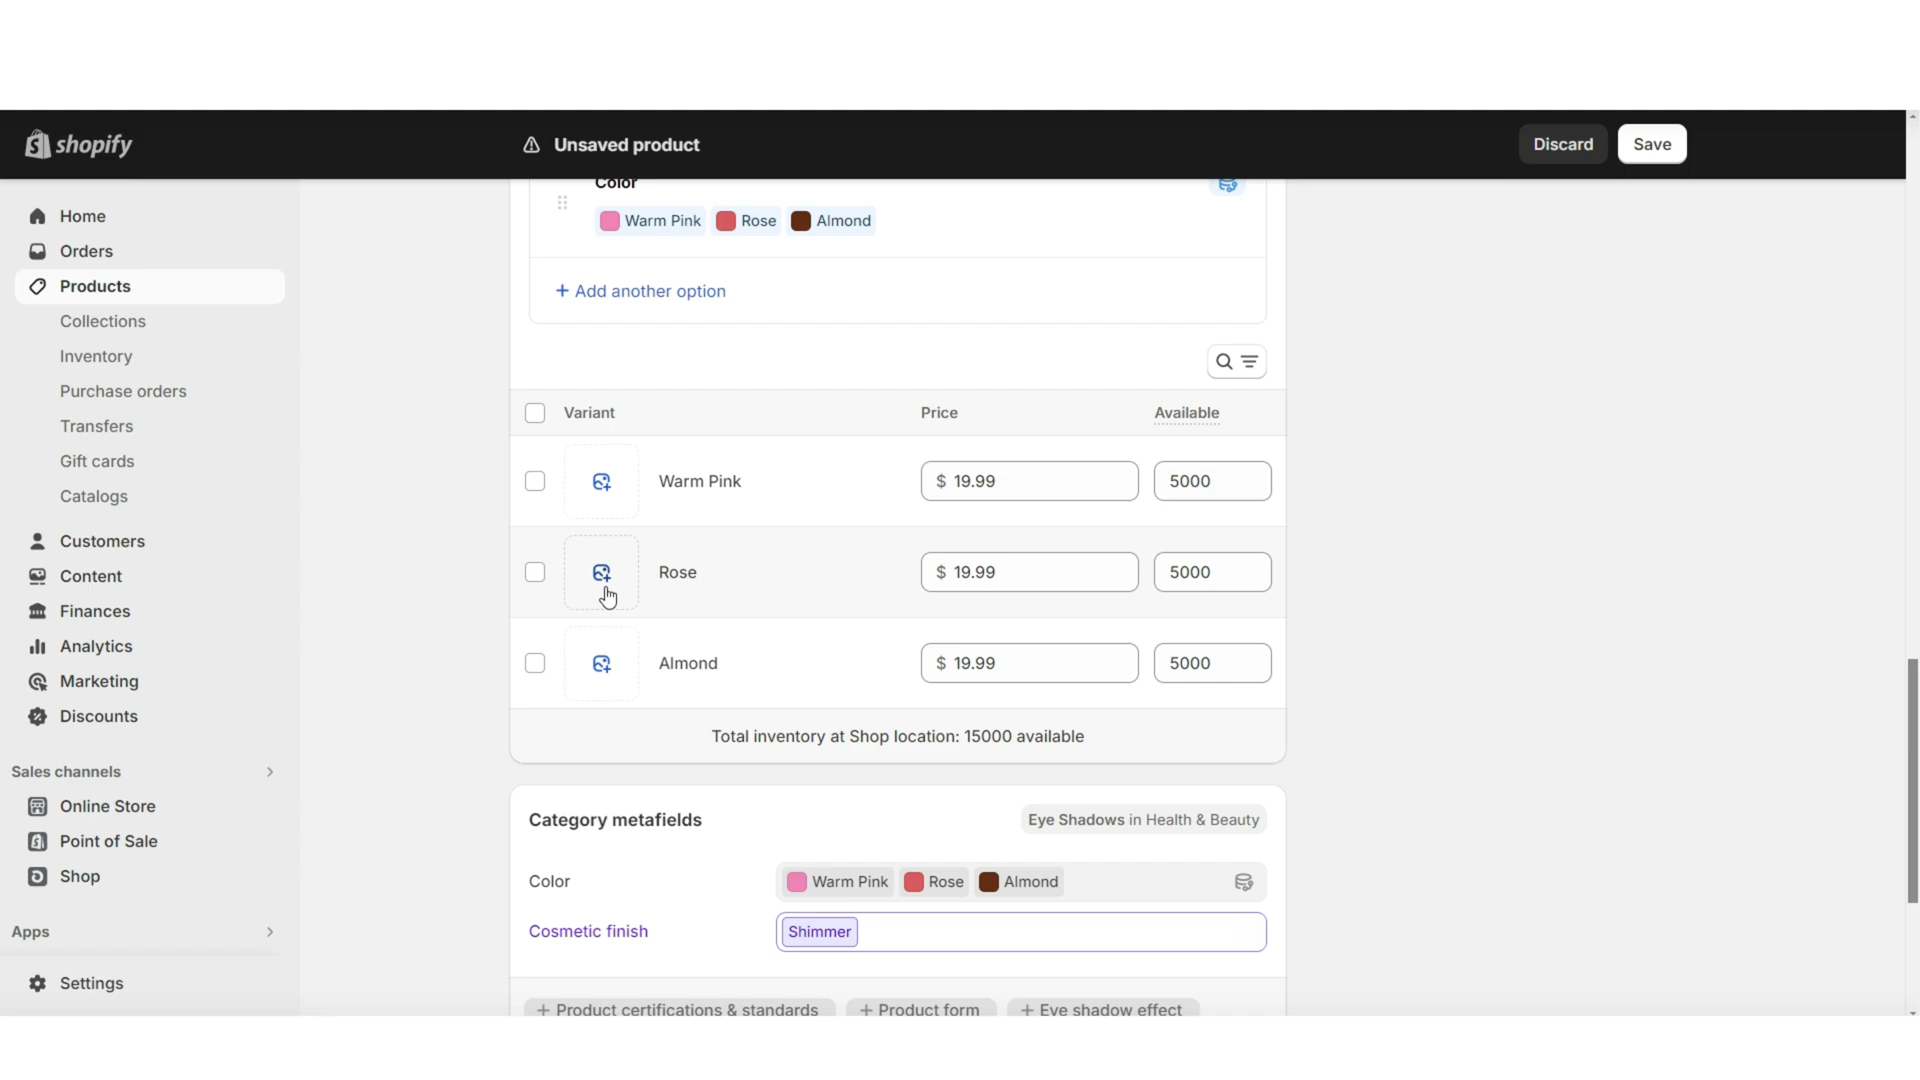 shopify
Unsaved product
Discard
Save
Home
Orders
Products
Collections
Inventory
Purchase orders
Transfers
Gift cards
Catalogs
Customers
Content
Finances
Analytics
Marketing
Discounts
Sales channels
Online Store
Point of Sale
Shop
Apps
Settings
Color
Warm Pink Rose Almond
+ Add another option
Variant Price Available
Warm Pink $ 19.99 5000
Rose $ 19.99 5000
Almond $ 19.99 5000
Total inventory at Shop location: 15000 available
Category metafields Eye Shadows in Health & Beauty
Color Warm Pink Rose Almond
Cosmetic finish Shimmer
+ Product certifications & standards + Product form + Eye shadow effect